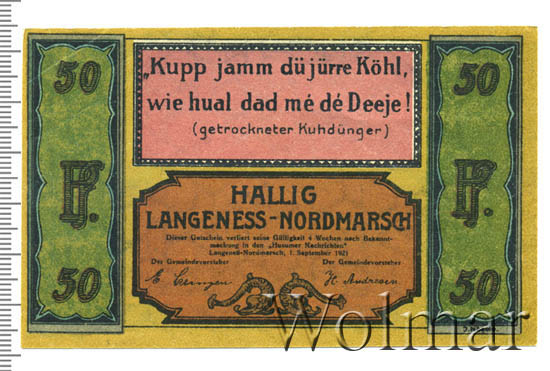 50
Pf.
50
„Kupp jamm dü jürre Köhl,
wie hual dad mé dé Deeje!
(getrockneter Kuhdünger)
HALLIG
LANGENESS-NORDMARSCH
Dieser Gutschein verliert seine Gültigkeit 4 Wochen nach Bekannt-
machung in den „Husumer Nachrichten"
Langeneß-Nordmarsch, 1. September 1921
Der Gemeindevorsteher Der Gemeindevorsteher
H. Andresen
50
Pf.
50
Wolmar